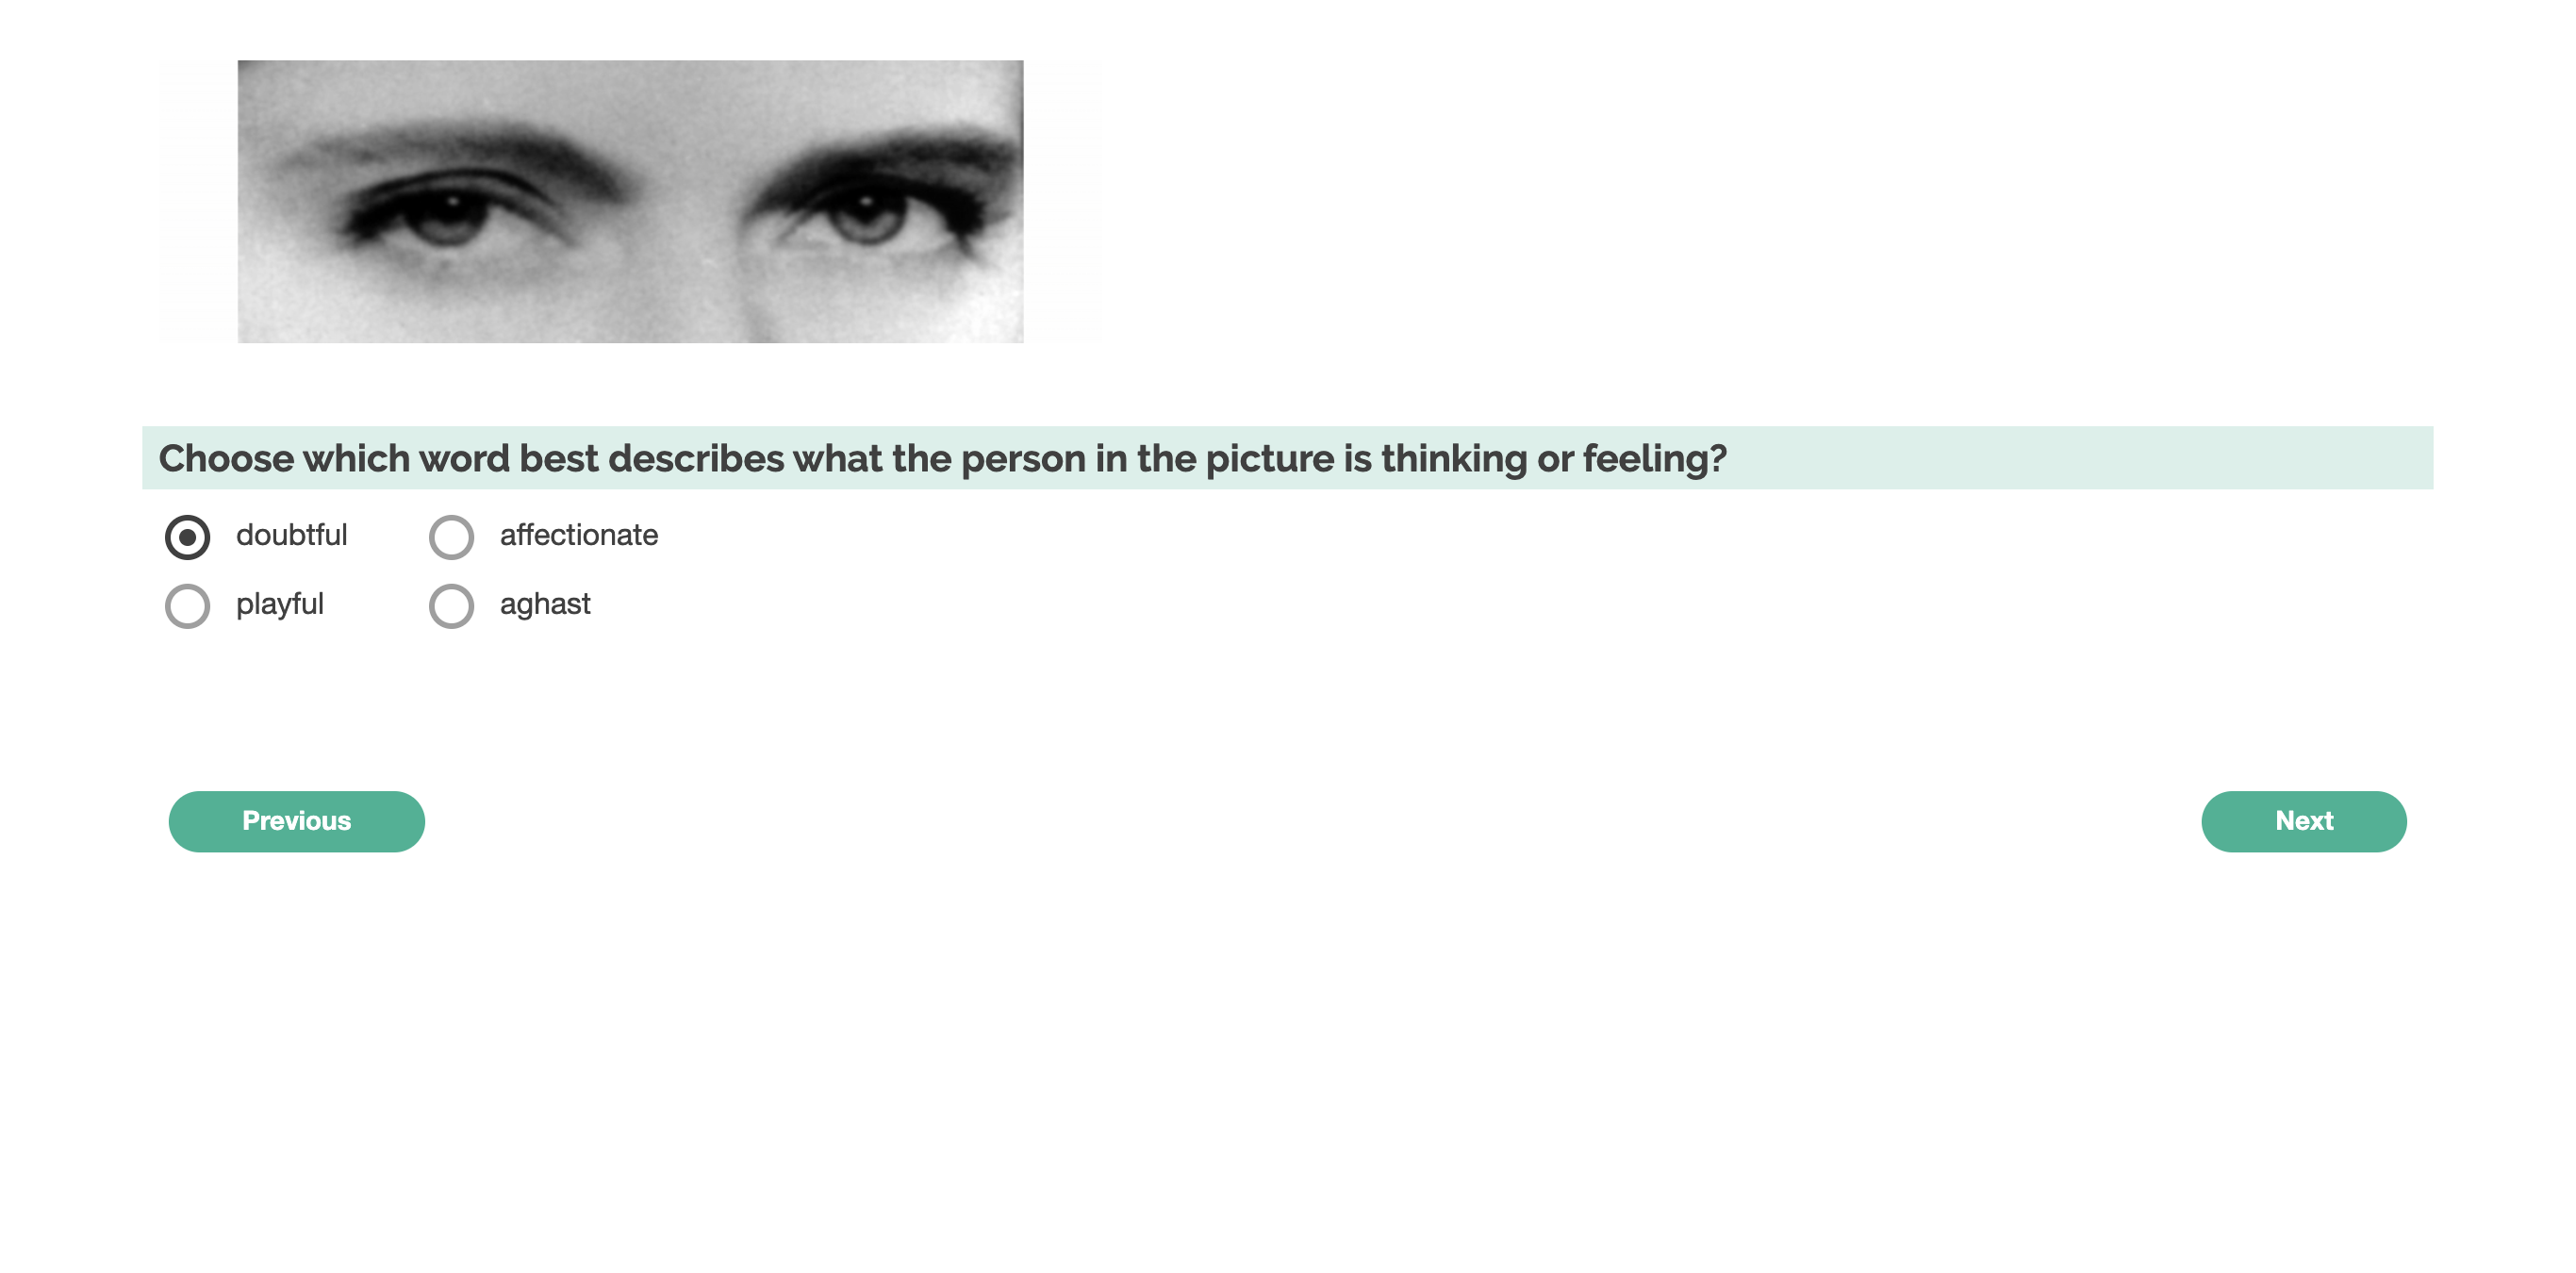 Choose which word best describes what the person in the picture is thinking or feeling?
doubtful affectionate
playful aghast
Previous Next